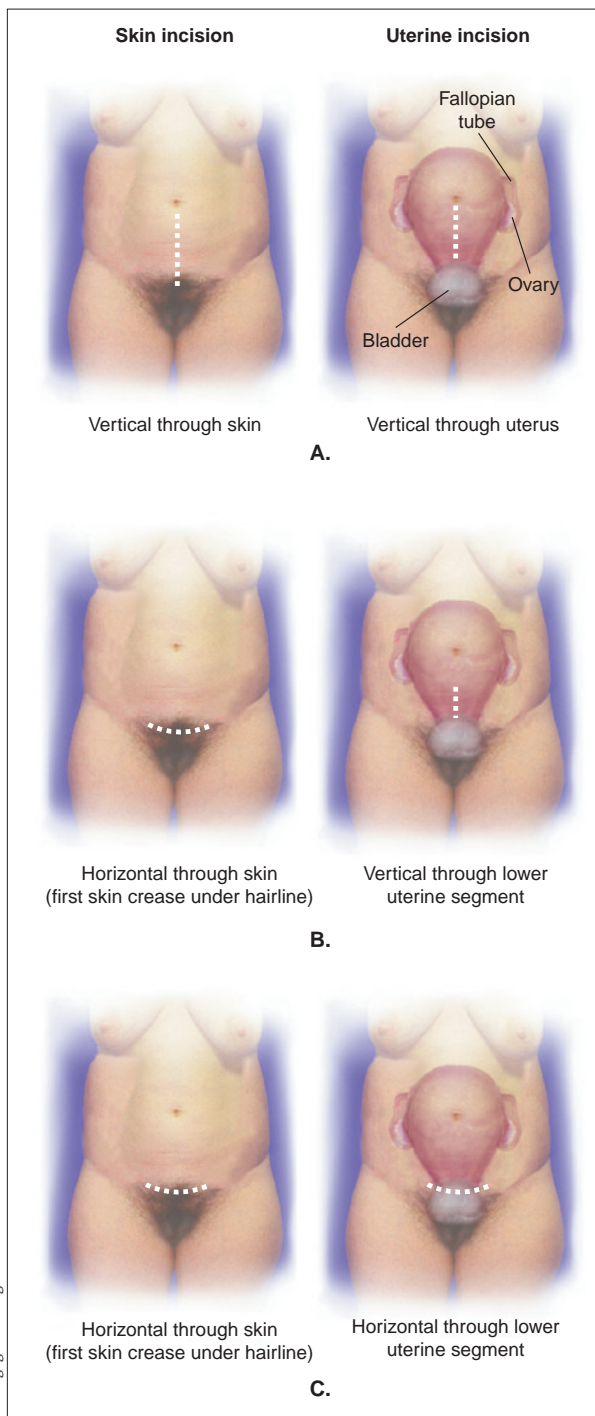 Skin incision
Uterine incision
Fallopian
tube
Ovary
Bladder
Vertical through skin
Vertical through uterus
A.
Horizontal through skin
(first skin crease under hairline)
Vertical through lower
uterine segment
B.
Horizontal through skin
(first skin crease under hairline)
Horizontal through lower
uterine segment
C.